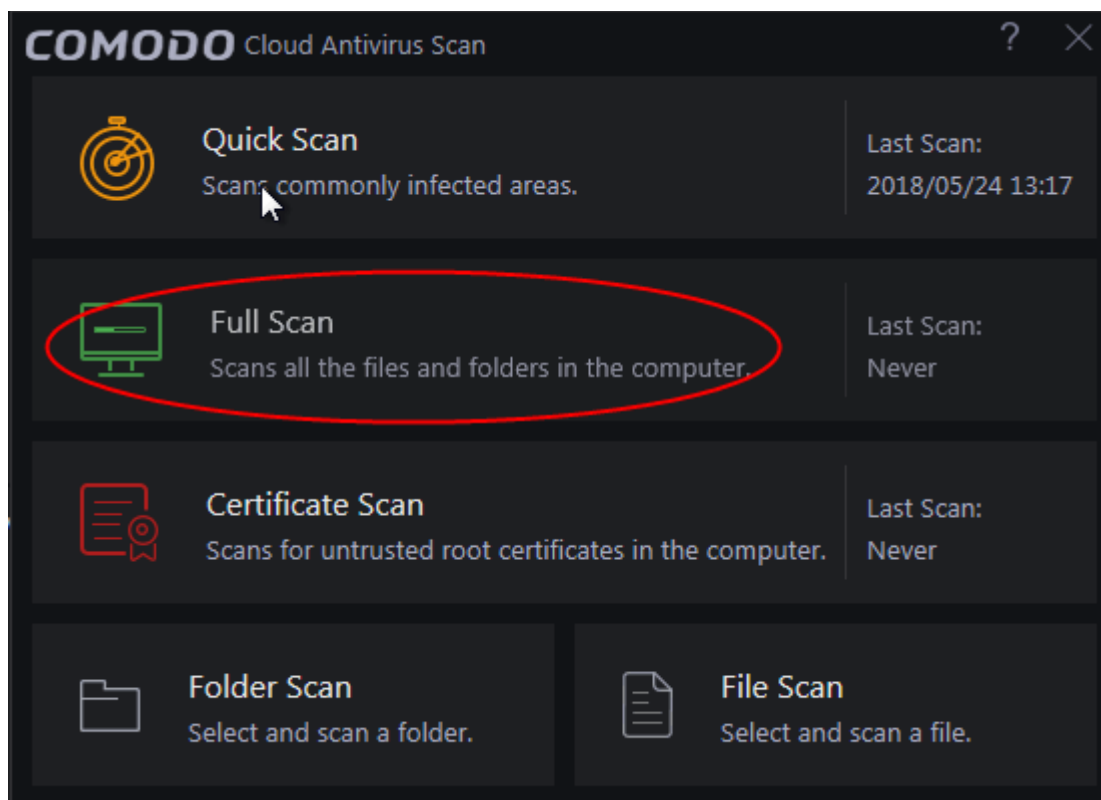 COMODO Cloud Antivirus Scan ?
Quick Scan
Scans commonly infected areas.
Last Scan:
2018/05/24 13:17
Full Scan
Scans all the files and folders in the computer.
Last Scan:
Never
Certificate Scan
Scans for untrusted root certificates in the computer.
Last Scan:
Never
Folder Scan
Select and scan a folder.
File Scan
Select and scan a file.